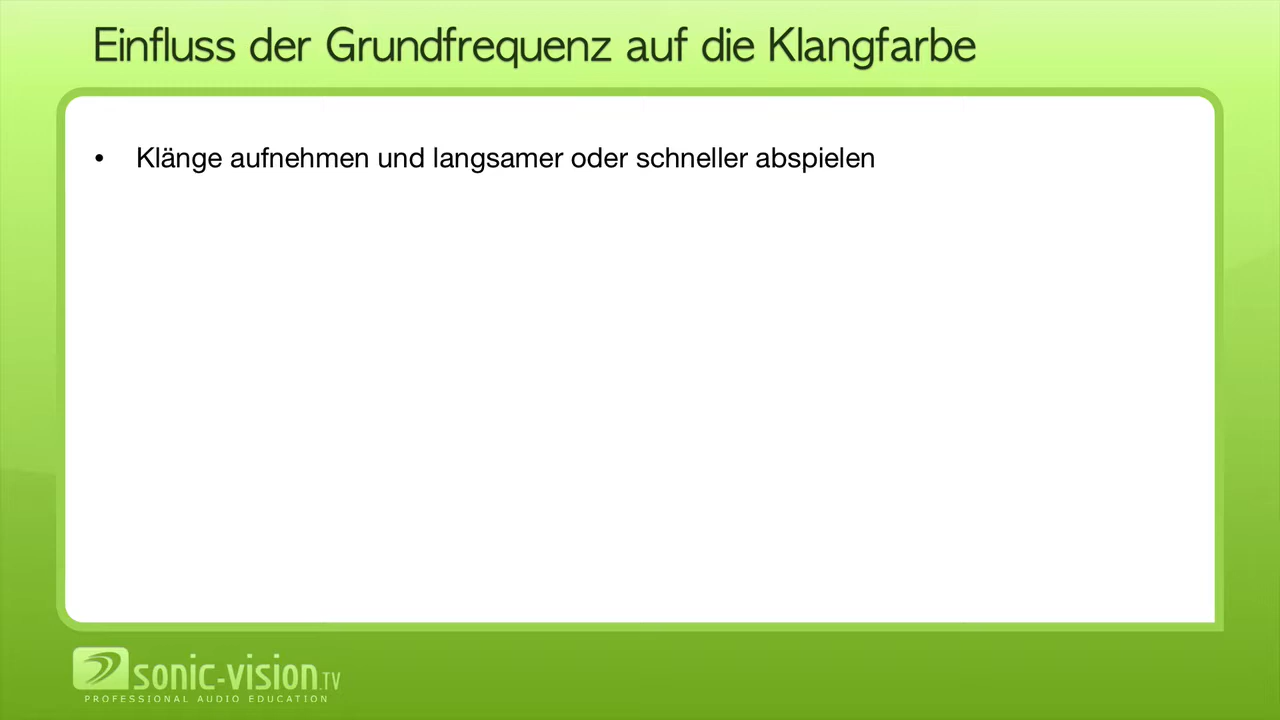 Einfluss der Grundfrequenz auf die Klangfarbe
• Klänge aufnehmen und langsamer oder schneller abspielen
sonic-vision.TV
PROFESSIONAL AUDIO EDUCATION